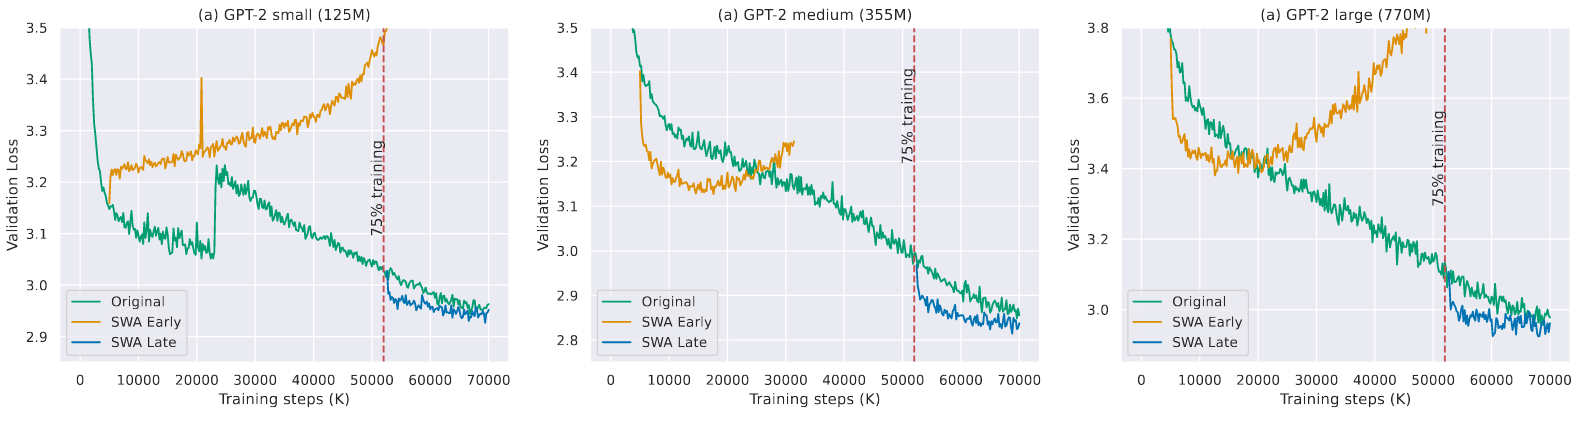 (a) GPT-2 small (125M)
3.5
3.4
3.3
3.2
3.1
3.0
2.9
Validation Loss
75% training
Original
SWA Early
SWA Late
0 10000 20000 30000 40000 50000 60000 70000
Training steps (K)
(a) GPT-2 medium (355M)
3.5
3.4
3.3
3.2
3.1
3.0
2.9
2.8
Validation Loss
75% training
Original
SWA Early
SWA Late
0 10000 20000 30000 40000 50000 60000 70000
Training steps (K)
(a) GPT-2 large (770M)
3.8
3.6
3.4
3.2
3.0
Validation Loss
75% training
Original
SWA Early
SWA Late
0 10000 20000 30000 40000 50000 60000 70000
Training steps (K)